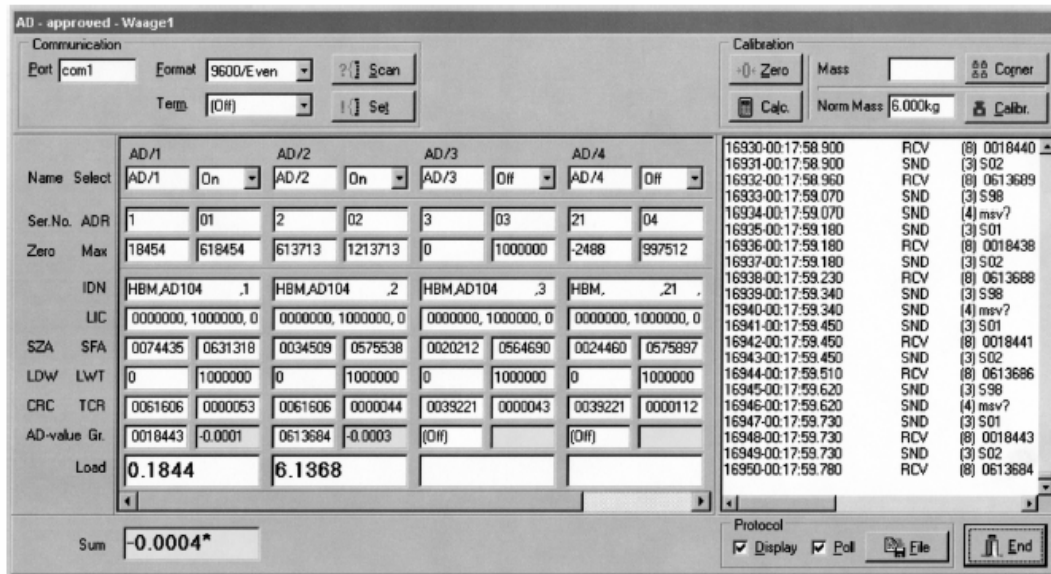 AD - approved - Waage1
Communication
Port com1 Format 9600/Even ?{] Scan
Term. (Off) !{] Set
Calibration
→0← Zero Mass Corner
Calc. Norm Mass 6.000kg Calibr.
AD/1 AD/2 AD/3 AD/4
Name Select AD/1 On AD/2 On AD/3 Off AD/4 Off
Ser.No. ADR 1 01 2 02 3 03 21 04
Zero Max 18454 618454 613713 1213713 0 1000000 -2488 997512
IDN HBM,AD104 ,1 HBM,AD104 ,2 HBM,AD104 ,3 HBM, ,21 ,
LIC 0000000, 1000000, 0 0000000, 1000000, 0 0000000, 1000000, 0 0000000, 1000000, 0
SZA SFA 0074435 0631318 0034509 0575538 0020212 0564690 0024460 0575897
LDW LWT 0 1000000 0 1000000 0 1000000 0 1000000
CRC TCR 0061606 0000053 0061606 0000044 0039221 0000043 0039221 0000112
AD-value Gr. 0018443 -0.0001 0613684 -0.0003 (Off) (Off)
Load 0.1844 6.1368
Sum -0.0004*
16930-00:17:58.900 RCV (8) 0018440
16931-00:17:58.900 SND (3) S02
16932-00:17:58.960 RCV (8) 0613689
16933-00:17:59.070 SND (3) S98
16934-00:17:59.070 SND (4) msv?
16935-00:17:59.180 SND (3) S01
16936-00:17:59.180 RCV (8) 0018438
16937-00:17:59.180 SND (3) S02
16938-00:17:59.230 RCV (8) 0613688
16939-00:17:59.340 SND (3) S98
16940-00:17:59.340 SND (4) msv?
16941-00:17:59.450 SND (3) S01
16942-00:17:59.450 RCV (8) 0018441
16943-00:17:59.450 SND (3) S02
16944-00:17:59.510 RCV (8) 0613686
16945-00:17:59.620 SND (3) S98
16946-00:17:59.620 SND (4) msv?
16947-00:17:59.730 SND (3) S01
16948-00:17:59.730 RCV (8) 0018443
16949-00:17:59.730 SND (3) S02
16950-00:17:59.780 RCV (8) 0613684
Protocol
Display Poll File End